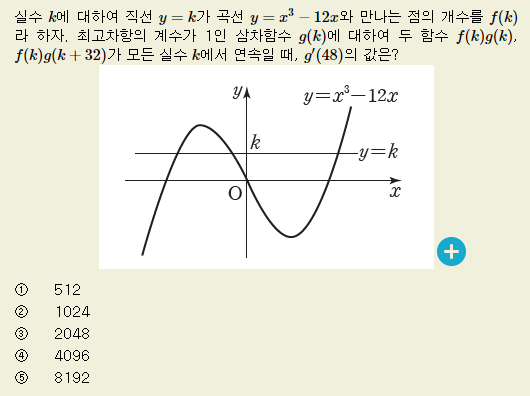 실수 k에 대하여 직선 y = k가 곡선 y = x³ − 12x와 만나는 점의 개수를 f(k)
라 하자. 최고차항의 계수가 1인 삼차함수 g(k)에 대하여 두 함수 f(k)g(k),
f(k)g(k + 32)가 모든 실수 k에서 연속일 때, g′(48)의 값은?
y
y=x³−12x
k
y=k
O
x
① 512
② 1024
③ 2048
④ 4096
⑤ 8192